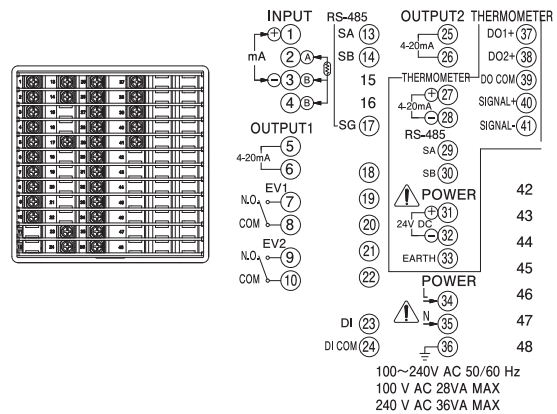 INPUT
+ 1
mA
2 A
- 3 B
4 B
OUTPUT1
4-20mA
5
6
EV1
N.O. 7
COM 8
EV2
N.O. 9
COM 10
RS-485
SA 13
SB 14
15
16
SG 17
18
19
20
21
22
DI 23
DI COM 24
OUTPUT2
4-20mA
25
26
THERMOMETER
+ 27
4-20mA
- 28
RS-485
SA 29
SB 30
POWER
+ 31
24V DC
- 32
EARTH 33
POWER
L 34
N 35
36
100~240V AC 50/60 Hz
100 V AC 28VA MAX
240 V AC 36VA MAX
THERMOMETER
DO1+ 37
DO2+ 38
DO COM 39
SIGNAL+ 40
SIGNAL- 41
42
43
44
45
46
47
48